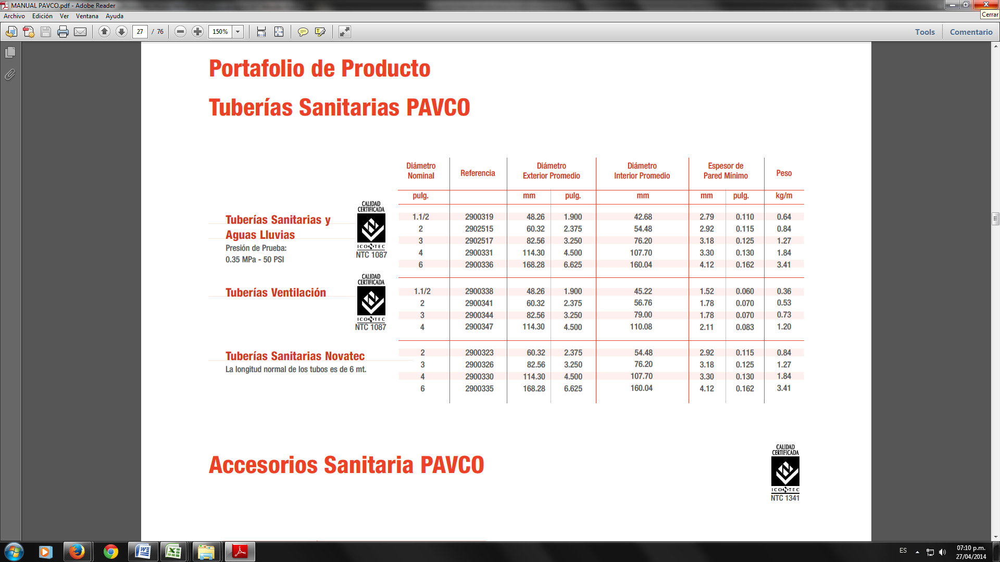 MANUAL PAVCO.pdf - Adobe Reader
Cerrar
Archivo Edición Ver Ventana Ayuda
27 / 76 150% Tools Comentario
Portafolio de Producto
Tuberías Sanitarias PAVCO
Diámetro Nominal Referencia Diámetro Exterior Promedio Diámetro Interior Promedio Espesor de Pared Mínimo Peso
pulg. mm pulg. mm mm pulg. kg/m
CALIDAD CERTIFICADA
ICONTEC
NTC 1087
Tuberías Sanitarias y
Aguas Lluvias
Presión de Prueba:
0.35 MPa - 50 PSI
1.1/2 2900319 48.26 1.900 42.68 2.79 0.110 0.64
2 2902515 60.32 2.375 54.48 2.92 0.115 0.84
3 2902517 82.56 3.250 76.20 3.18 0.125 1.27
4 2900331 114.30 4.500 107.70 3.30 0.130 1.84
6 2900336 168.28 6.625 160.04 4.12 0.162 3.41
CALIDAD CERTIFICADA
ICONTEC
NTC 1087
Tuberías Ventilación
1.1/2 2900338 48.26 1.900 45.22 1.52 0.060 0.36
2 2900341 60.32 2.375 56.76 1.78 0.070 0.53
3 2900344 82.56 3.250 79.00 1.78 0.070 0.73
4 2900347 114.30 4.500 110.08 2.11 0.083 1.20
Tuberías Sanitarias Novatec
La longitud normal de los tubos es de 6 mt.
2 2900323 60.32 2.375 54.48 2.92 0.115 0.84
3 2900326 82.56 3.250 76.20 3.18 0.125 1.27
4 2900330 114.30 4.500 107.70 3.30 0.130 1.84
6 2900335 168.28 6.625 160.04 4.12 0.162 3.41
Accesorios Sanitaria PAVCO
CALIDAD CERTIFICADA
ICONTEC
NTC 1341
ES
07:10 p.m.
27/04/2014